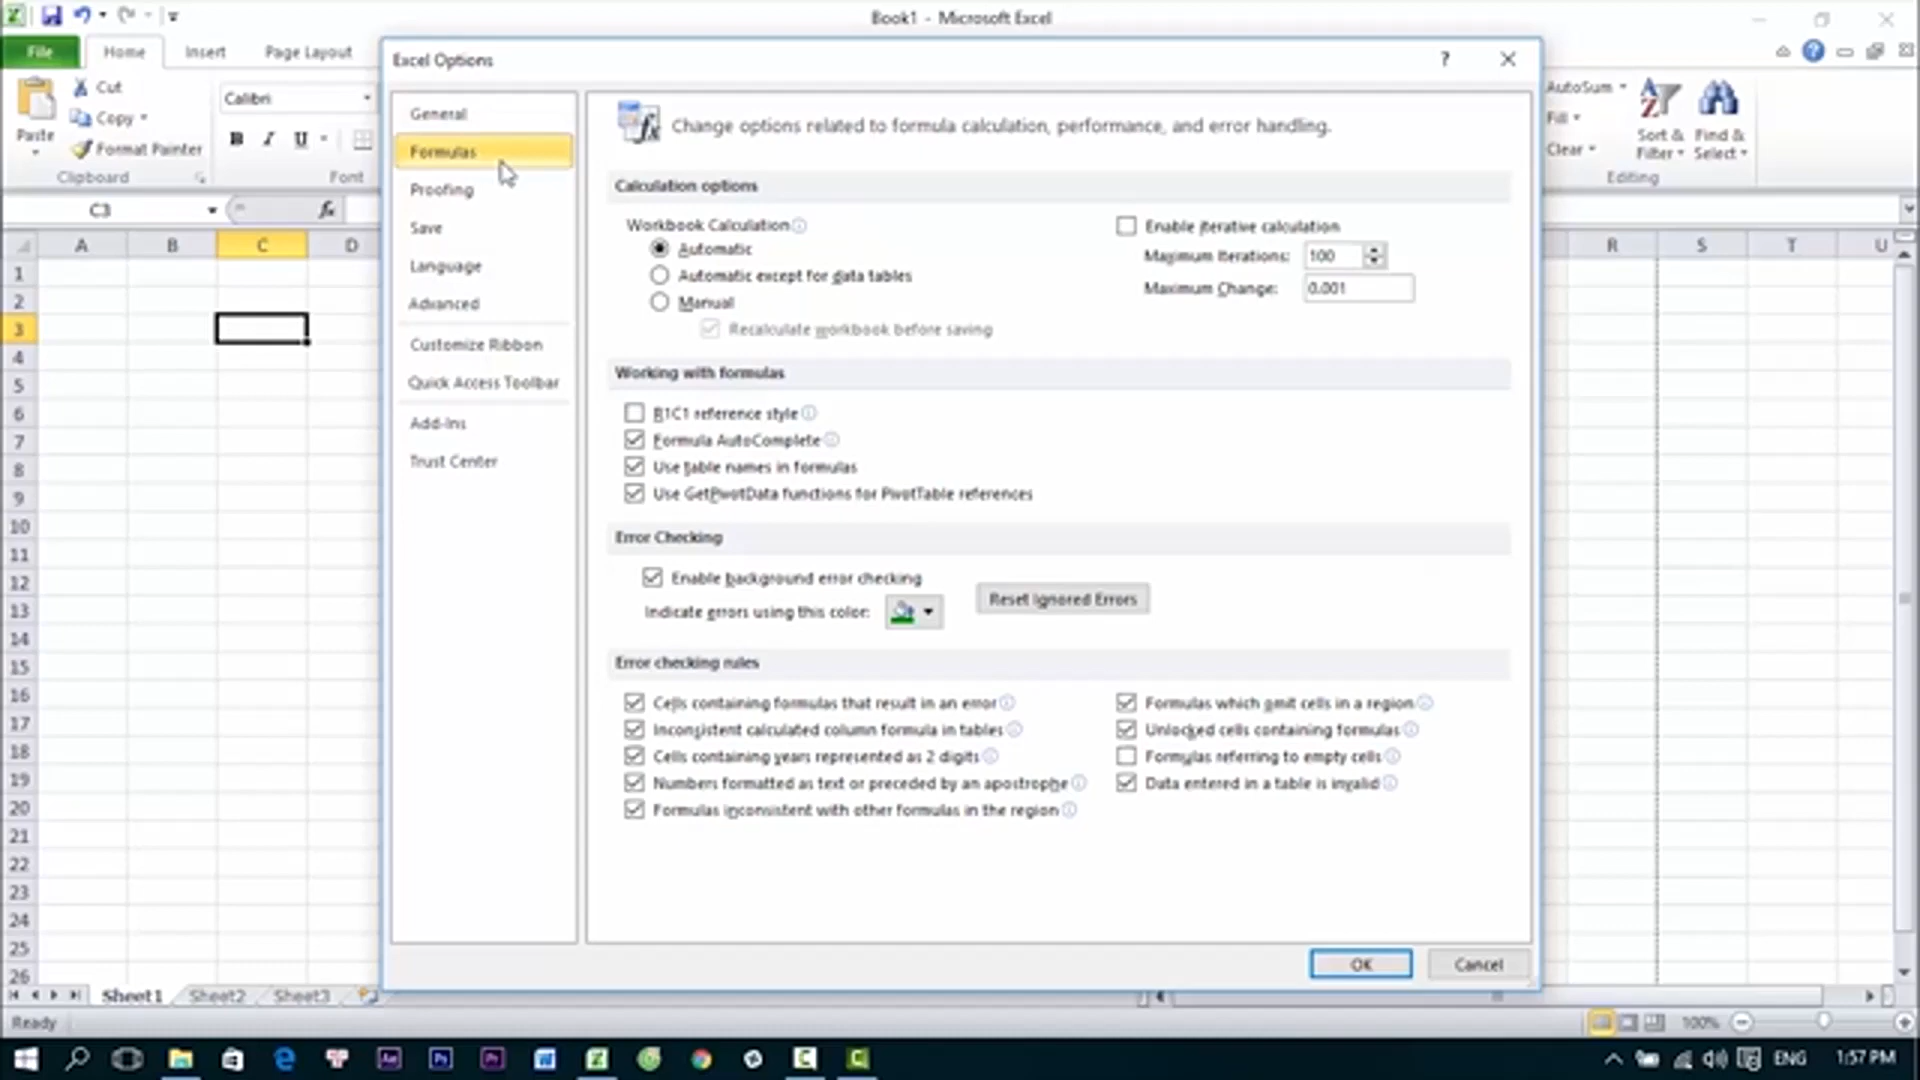 Book1 - Microsoft Excel
File Home Insert Page Layout
Excel Options
Cut
Copy
Format Painter
Paste
Clipboard
Calibri
B I U
Font
AutoSum
Fill
Clear
Sort & Filter
Find & Select
Editing
C3
fx
A B C D R S T U
1
2
3
4
5
6
7
8
9
10
11
12
13
14
15
16
17
18
19
20
21
22
23
24
25
26
General
Formulas
Proofing
Save
Language
Advanced
Customize Ribbon
Quick Access Toolbar
Add-Ins
Trust Center
Change options related to formula calculation, performance, and error handling.
Calculation options
Workbook Calculation
Automatic
Automatic except for data tables
Manual
Recalculate workbook before saving
Enable iterative calculation
Maximum Iterations: 100
Maximum Change: 0.001
Working with formulas
R1C1 reference style
Formula AutoComplete
Use table names in formulas
Use GetPivotData functions for PivotTable references
Error Checking
Enable background error checking
Indicate errors using this color:
Reset Ignored Errors
Error checking rules
Cells containing formulas that result in an error
Inconsistent calculated column formula in tables
Cells containing years represented as 2 digits
Numbers formatted as text or preceded by an apostrophe
Formulas inconsistent with other formulas in the region
Formulas which omit cells in a region
Unlocked cells containing formulas
Formulas referring to empty cells
Data entered in a table is invalid
OK Cancel
Sheet1 Sheet2 Sheet3
Ready
100%
Ae Ps Pr
ENG 1:57 PM